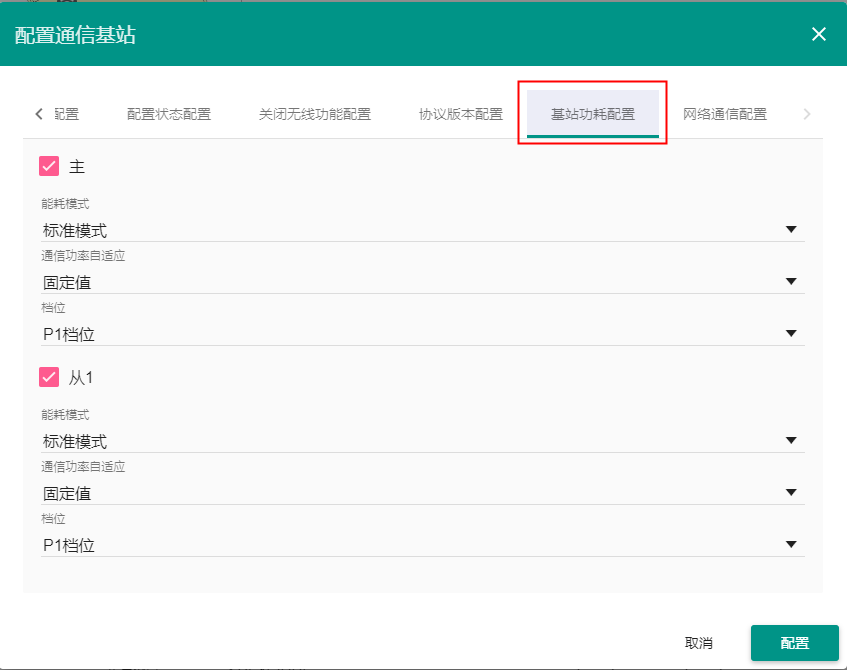 配置通信基站
配置 配置状态配置 关闭无线功能配置 协议版本配置 基站功耗配置 网络通信配置
主
能耗模式
标准模式
通信功率自适应
固定值
档位
P1档位
从1
能耗模式
标准模式
通信功率自适应
固定值
档位
P1档位
取消 配置